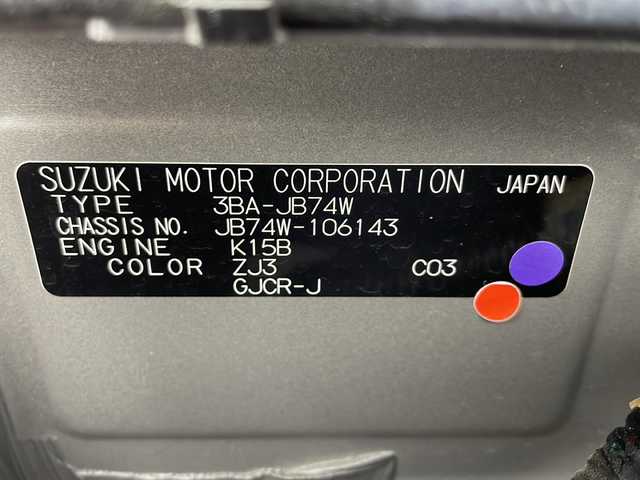 SUZUKI MOTOR CORPORATION JAPAN
TYPE 3BA-JB74W
CHASSIS NO. JB74W-106143
ENGINE K15B
COLOR ZJ3 C03
GJCR-J